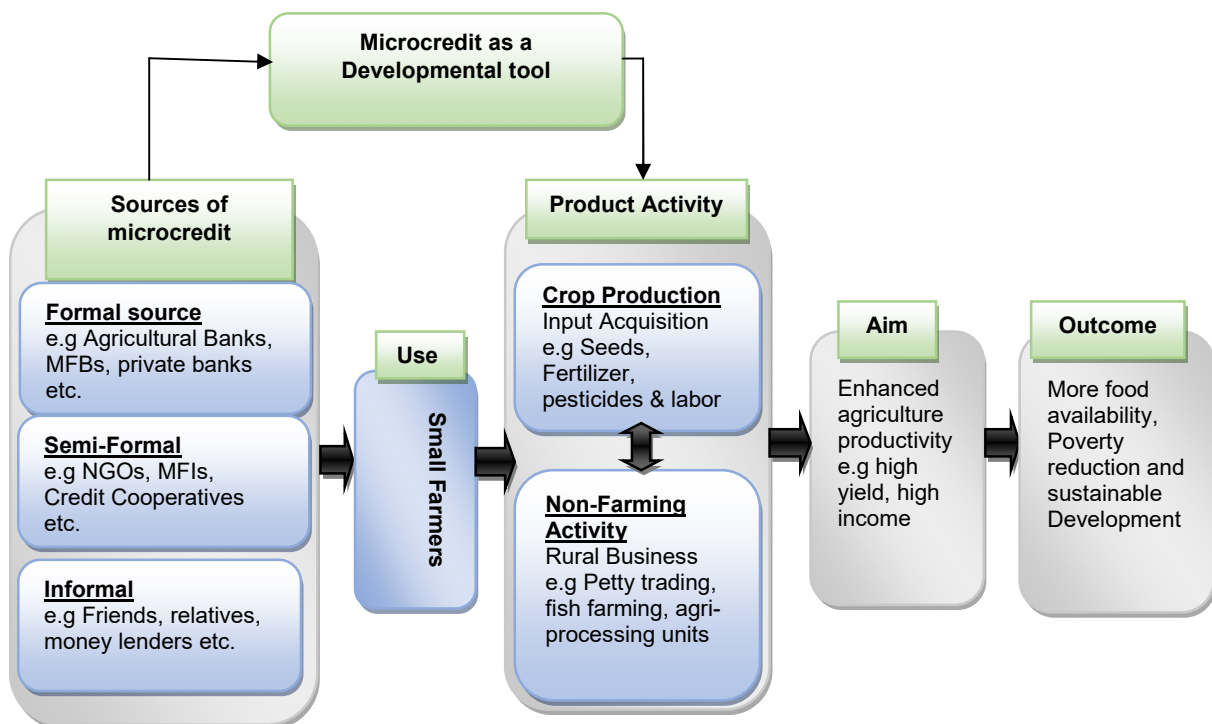 Microcredit as a
Developmental tool
Sources of
microcredit
Formal source
e.g Agricultural Banks,
MFBs, private banks
etc.
Semi-Formal
e.g NGOs, MFIs,
Credit Cooperatives
etc.
Informal
e.g Friends, relatives,
money lenders etc.
Use
Small Farmers
Product Activity
Crop Production
Input Acquisition
e.g Seeds,
Fertilizer,
pesticides & labor
Non-Farming
Activity
Rural Business
e.g Petty trading,
fish farming, agri-
processing units
Aim
Enhanced
agriculture
productivity
e.g high
yield, high
income
Outcome
More food
availability,
Poverty
reduction and
sustainable
Development